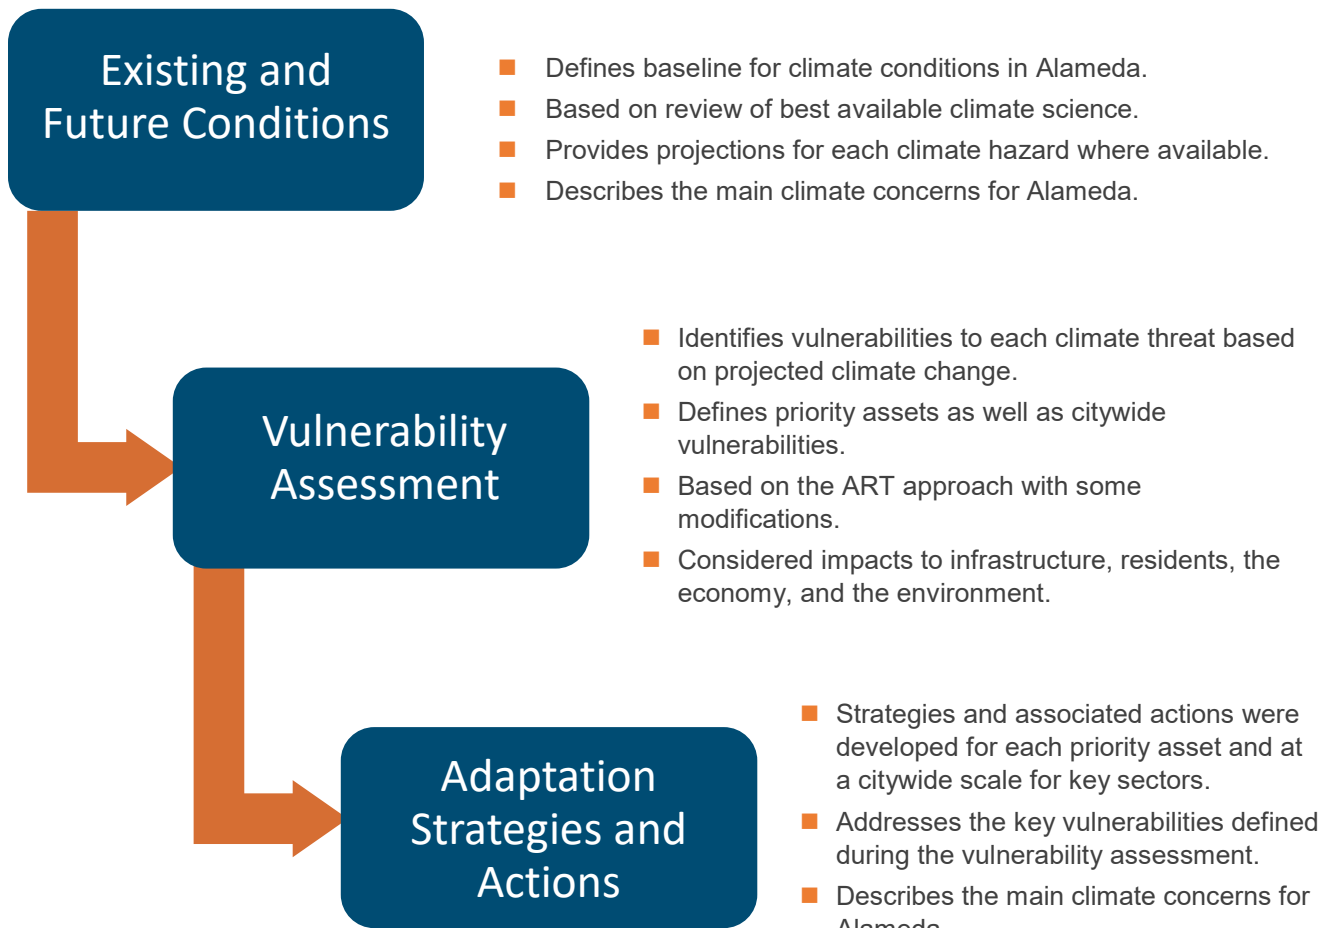 Existing and
Future Conditions
Defines baseline for climate conditions in Alameda.
Based on review of best available climate science.
Provides projections for each climate hazard where available.
Describes the main climate concerns for Alameda.
Vulnerability
Assessment
Identifies vulnerabilities to each climate threat based
on projected climate change.
Defines priority assets as well as citywide
vulnerabilities.
Based on the ART approach with some
modifications.
Considered impacts to infrastructure, residents, the
economy, and the environment.
Adaptation
Strategies and
Actions
Strategies and associated actions were
developed for each priority asset and at
a citywide scale for key sectors.
Addresses the key vulnerabilities defined
during the vulnerability assessment.
Describes the main climate concerns for
Alameda